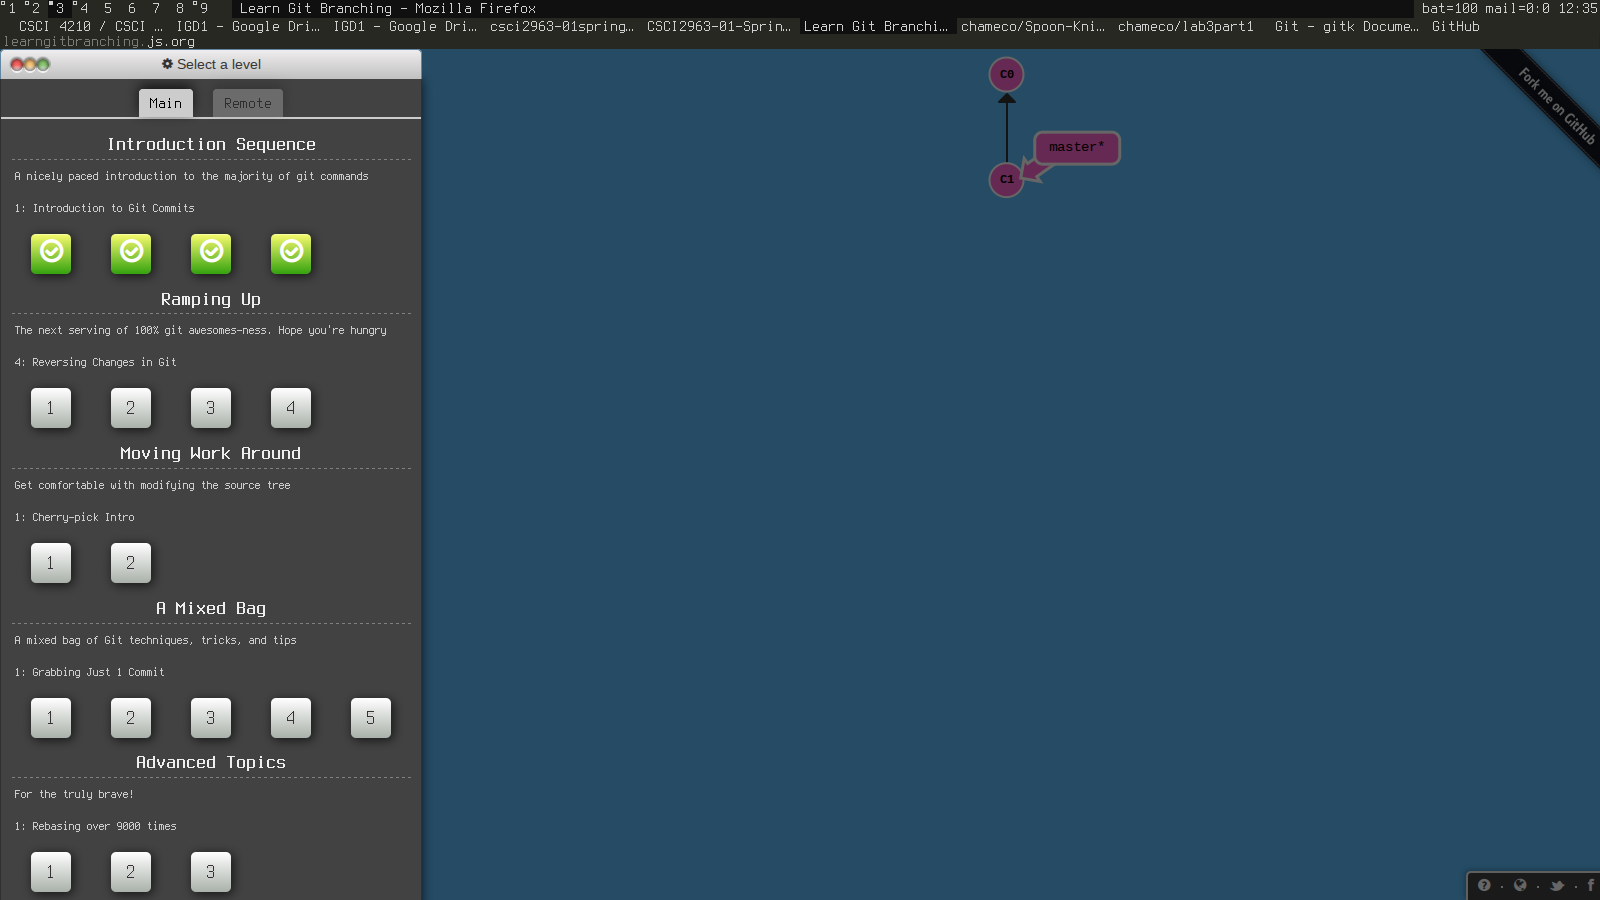 1 2 3 4 5 6 7 8 9 Learn Git Branching - Mozilla Firefox bat=100 mail=0:0 12:35
CSCI 4210 / CSCI … IGD1 - Google Dri… IGD1 - Google Dri… csci2963-01spring… CSCI2963-01-Sprin… Learn Git Branchi… chameco/Spoon-Kni… chameco/lab3part1 Git - gitk Docume… GitHub
learngitbranching.js.org
Select a level
Main Remote
Introduction Sequence
A nicely paced introduction to the majority of git commands
1: Introduction to Git Commits
Ramping Up
The next serving of 100% git awesomes-ness. Hope you're hungry
4: Reversing Changes in Git
1 2 3 4
Moving Work Around
Get comfortable with modifying the source tree
1: Cherry-pick Intro
1 2
A Mixed Bag
A mixed bag of Git techniques, tricks, and tips
1: Grabbing Just 1 Commit
1 2 3 4 5
Advanced Topics
For the truly brave!
1: Rebasing over 9000 times
1 2 3
C0
master*
C1
Fork me on GitHub